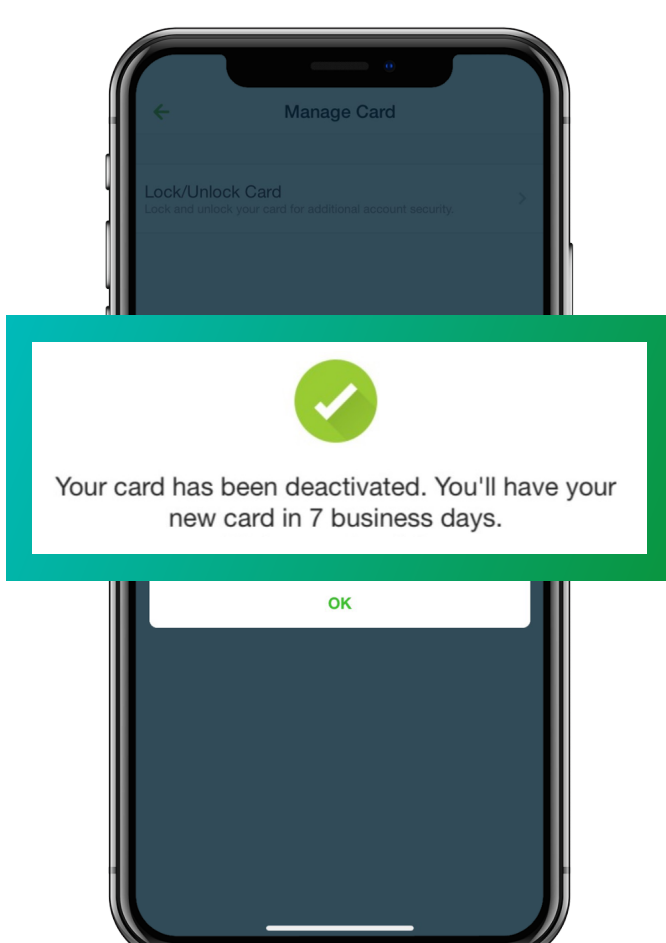 Manage Card
Lock/Unlock Card
Lock and unlock your card for additional account security.
Your card has been deactivated. You'll have your
new card in 7 business days.
OK